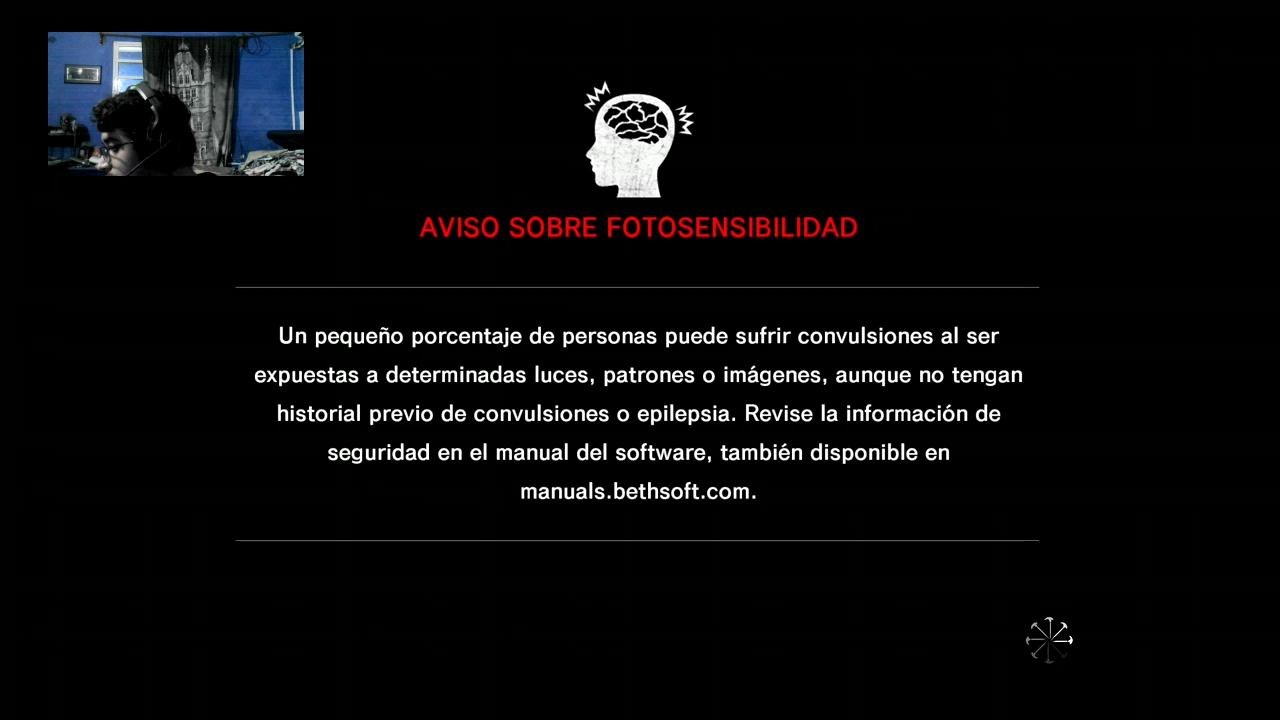 AVISO SOBRE FOTOSENSIBILIDAD
Un pequeño porcentaje de personas puede sufrir convulsiones al ser
expuestas a determinadas luces, patrones o imágenes, aunque no tengan
historial previo de convulsiones o epilepsia. Revise la información de
seguridad en el manual del software, también disponible en
manuals.bethsoft.com.